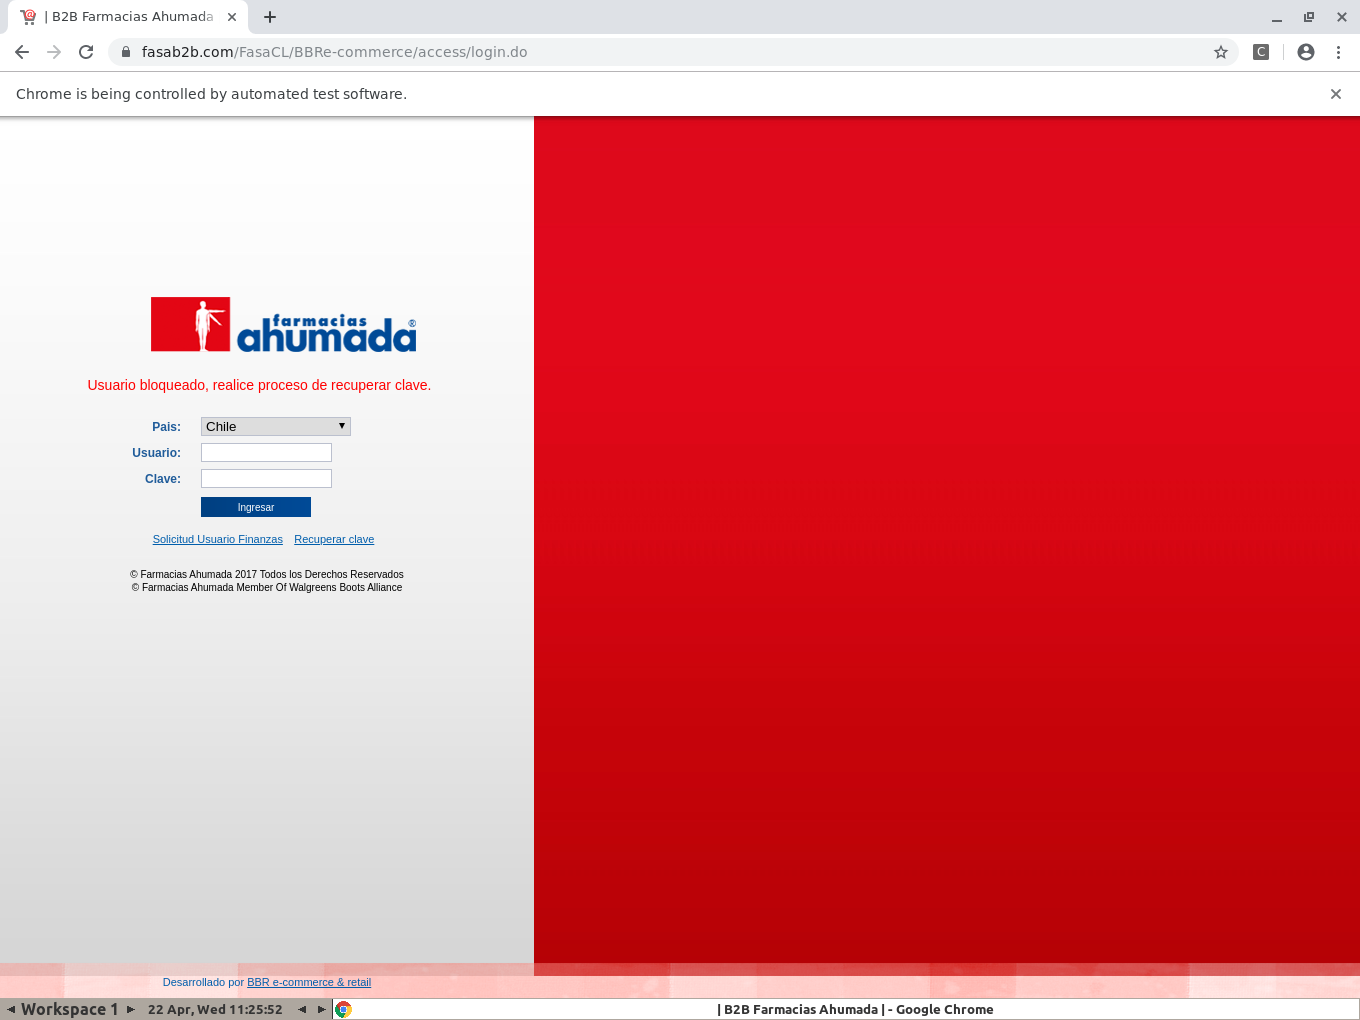 | B2B Farmacias Ahumada
fasab2b.com/FasaCL/BBRe-commerce/access/login.do
C
Chrome is being controlled by automated test software.
farmacias
ahumada®
Usuario bloqueado, realice proceso de recuperar clave.
Pais: Chile
Usuario:
Clave:
Ingresar
Solicitud Usuario Finanzas Recuperar clave
© Farmacias Ahumada 2017 Todos los Derechos Reservados
© Farmacias Ahumada Member Of Walgreens Boots Alliance
Desarrollado por BBR e-commerce & retail
Workspace 1 22 Apr, Wed 11:25:52 | B2B Farmacias Ahumada | - Google Chrome